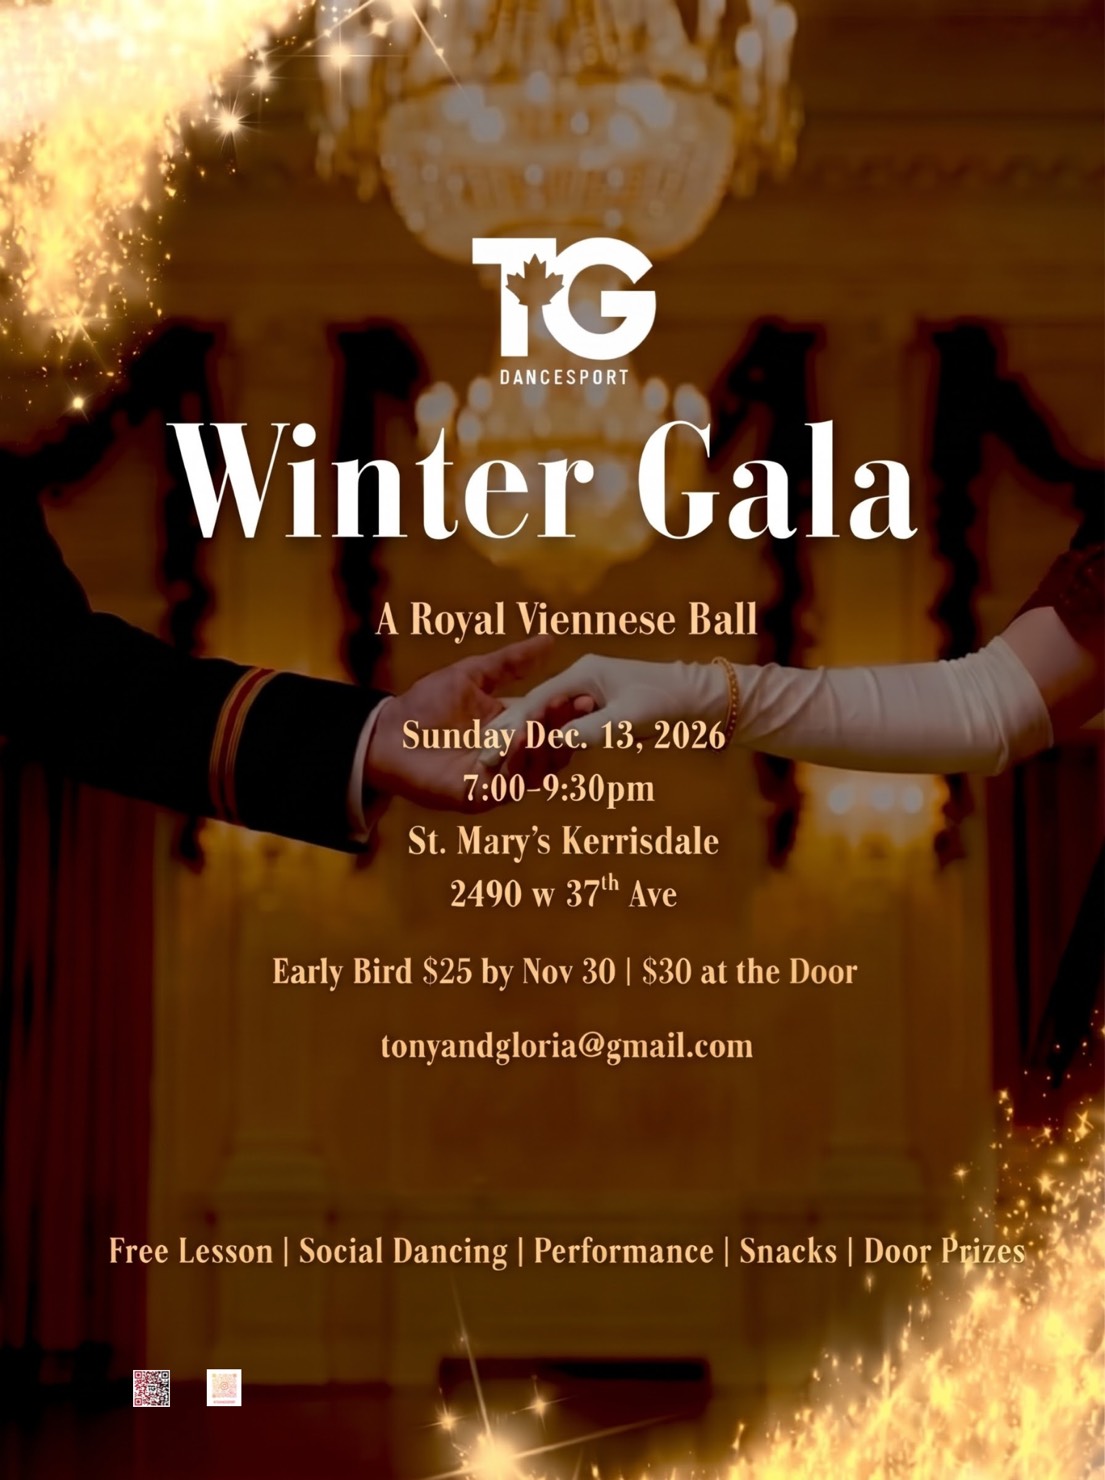 TG
DANCESPORT
Winter Gala
A Royal Viennese Ball
Sunday Dec. 13, 2026
7:00-9:30pm
St. Mary's Kerrisdale
2490 w 37th Ave
Early Bird $25 by Nov 30 | $30 at the Door
tonyandgloria@gmail.com
Free Lesson | Social Dancing | Performance | Snacks | Door Prizes